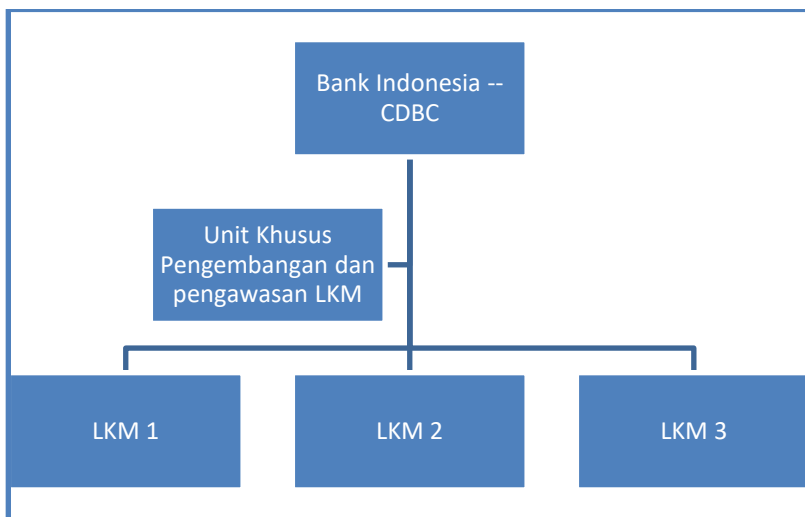 Bank Indonesia --
CDBC
Unit Khusus
Pengembangan dan
pengawasan LKM
LKM 1
LKM 2
LKM 3